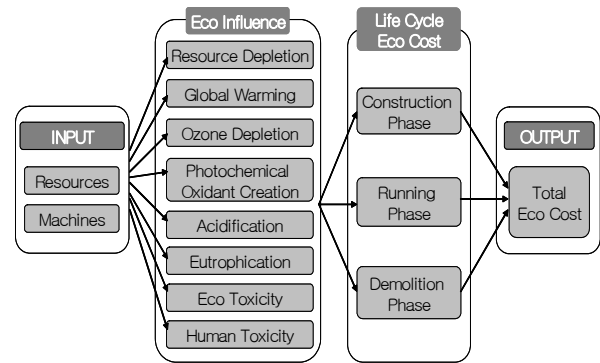 INPUT
Resources
Machines
Eco Influence
Resource Depletion
Global Warming
Ozone Depletion
Photochemical
Oxidant Creation
Acidification
Eutrophication
Eco Toxicity
Human Toxicity
Life Cycle
Eco Cost
Construction
Phase
Running
Phase
Demolition
Phase
OUTPUT
Total
Eco Cost